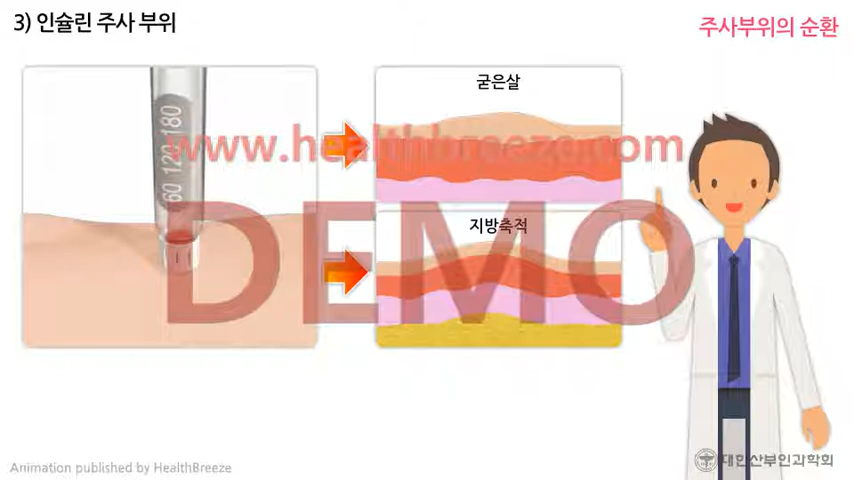 3) 인슐린 주사 부위
주사부위의 순환
굳은살
180
120
60
www.healthbreeze.com
지방축적
DEMO
Animation published by HealthBreeze
대한산부인과학회